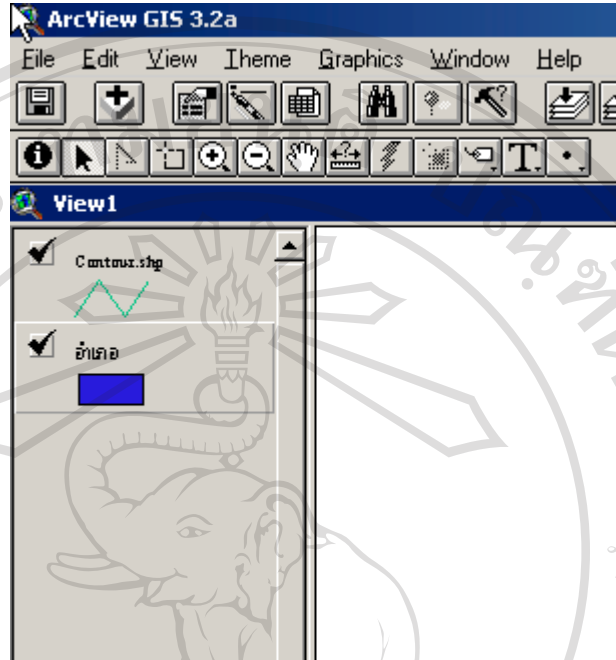 ArcView GIS 3.2a
File Edit View Theme Graphics Window Help
View1
Contour.shp
อำเภอ